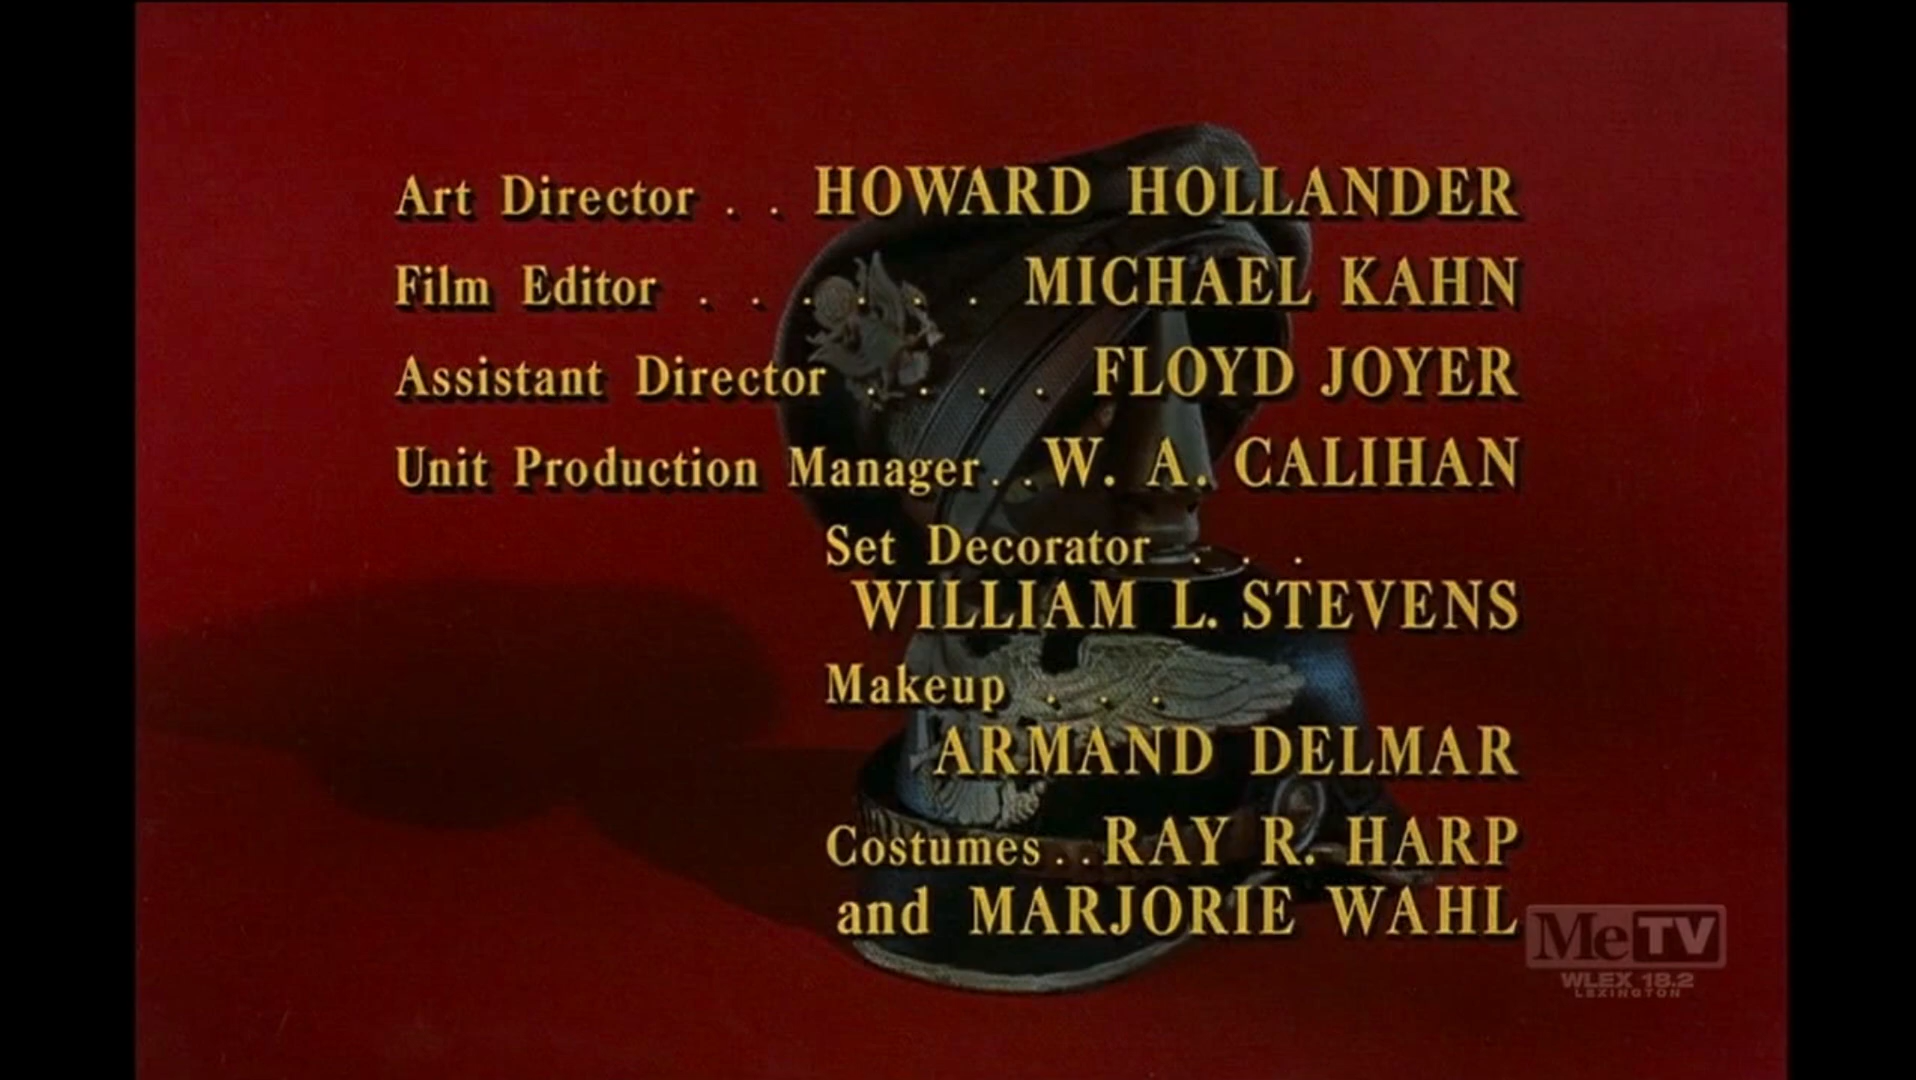 Art Director . . HOWARD HOLLANDER
Film Editor . . . . . . MICHAEL KAHN
Assistant Director . . . . FLOYD JOYER
Unit Production Manager . . W. A. CALIHAN
Set Decorator . . .
WILLIAM L. STEVENS
Makeup . . .
ARMAND DELMAR
Costumes . . RAY R. HARP
and MARJORIE WAHL
MeTV
WLEX 18.2
LEXINGTON